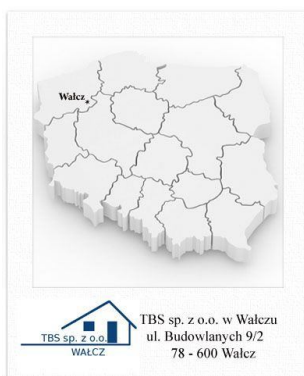 Wałcz
TBS sp. z o.o. w Wałczu
ul. Budowlanych 9/2
78 - 600 Wałcz
TBS sp. z o.o.
WAŁCZ